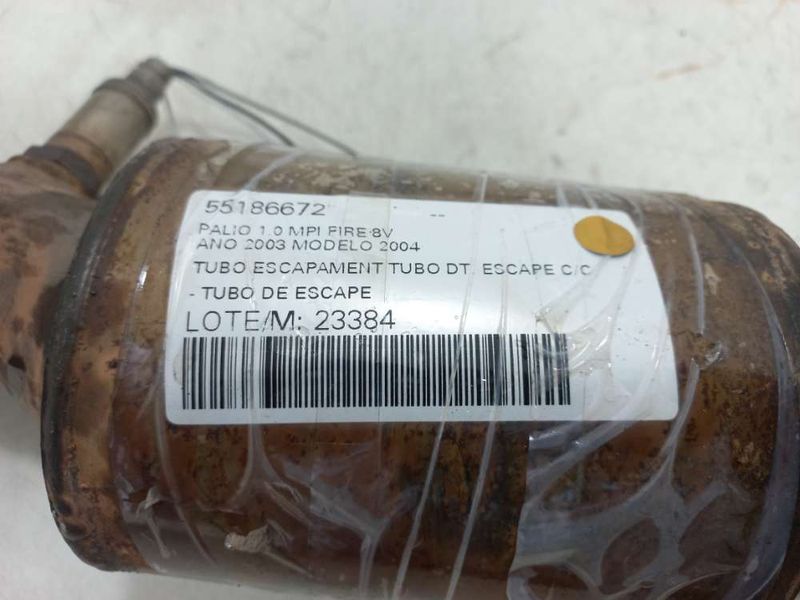 55186672
PALIO 1.0 MPI FIRE 8V
ANO 2003 MODELO 2004
TUBO ESCAPAMENT TUBO DT. ESCAPE C/C
- TUBO DE ESCAPE
LOTE/M: 23384